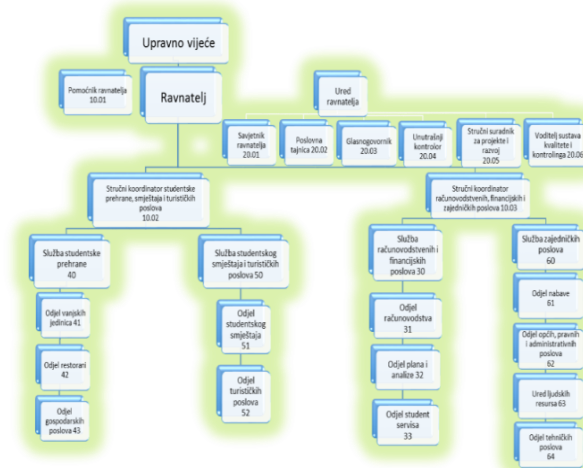 Upravno vijeće
Pomoćnik ravnatelja
10.01
Ravnatelj
Ured
ravnatelja
Savjetnik
ravnatelja
20.01
Poslovna
tajnica 20.02
Glasnogovornik
20.03
Unutrašnji
kontrolor
20.04
Stručni suradnik
za projekte i
razvoj
20.05
Voditelj sustava
kvalitete i
kontrolinga 20.06
Stručni koordinator studentske
prehrane, smještaja i turističkih
poslova
10.02
Stručni koordinator
računovodstvenih, financijskih i
zajedničkih poslova 10.03
Služba studentske
prehrane
40
Služba studentskog
smještaja i turističkih
poslova 50
Služba
računovodstvenih i
financijskih
poslova 30
Služba zajedničkih
poslova
60
Odjel vanjskih
jedinica 41
Odjel restorani
42
Odjel
gospodarskih
poslova 43
Odjel
studentskog
smještaja
51
Odjel
turističkih
poslova
52
Odjel
računovodstva
31
Odjel plana i
analize 32
Odjel student
servisa
33
Odjel nabave
61
Odjel općih, pravnih
i administrativnih
poslova
62
Ured ljudskih
resursa 63
Odjel tehničkih
poslova
64